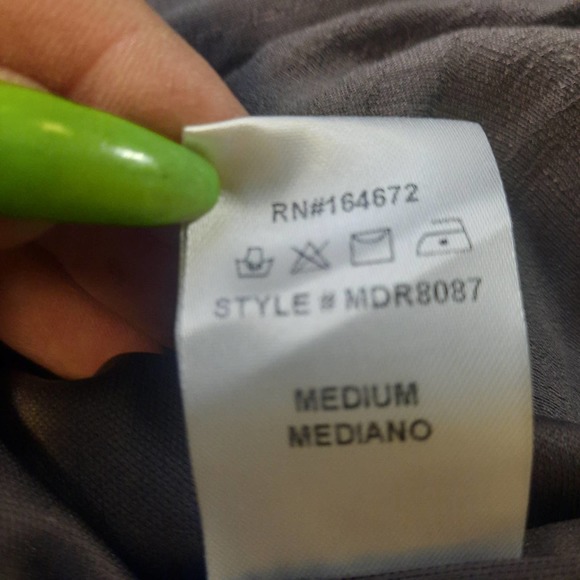 RN#164672
STYLE # MDR8087
MEDIUM
MEDIANO